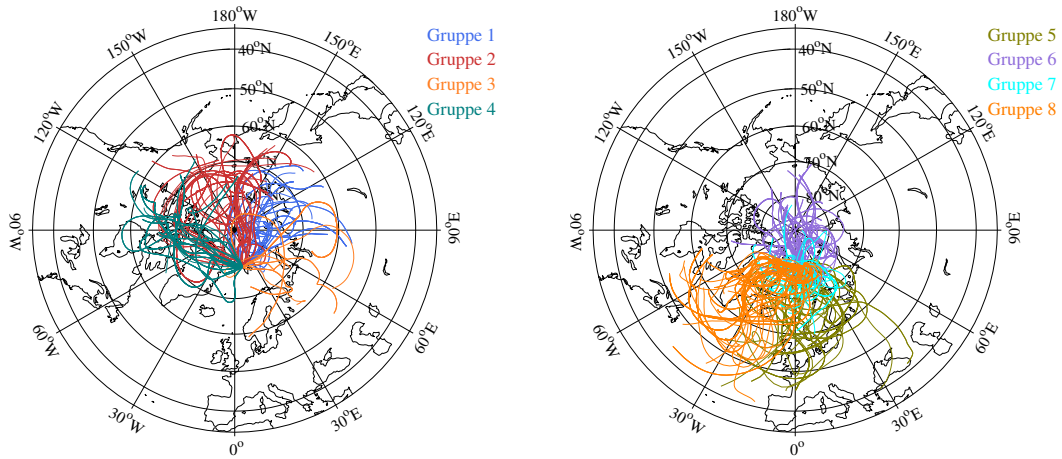 180°W
150°W
150°E
40°N
50°N
60°N
70°N
80°N
120°W
120°E
90°W
90°E
60°W
60°E
30°W
30°E
0°
Gruppe 1
Gruppe 2
Gruppe 3
Gruppe 4
180°W
150°W
150°E
40°N
50°N
60°N
70°N
80°N
120°W
120°E
90°W
90°E
60°W
60°E
30°W
30°E
0°
Gruppe 5
Gruppe 6
Gruppe 7
Gruppe 8